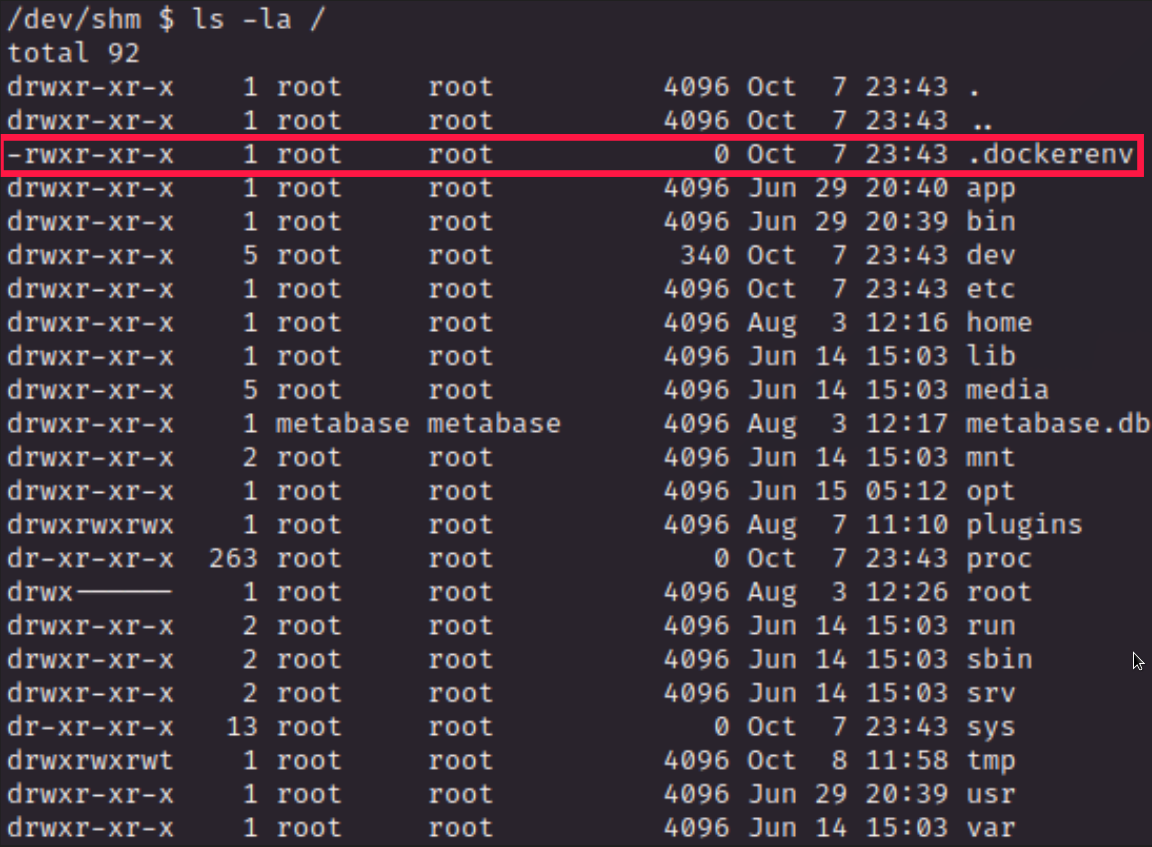 /dev/shm $ ls -la /
total 92
drwxr-xr-x    1 root     root          4096 Oct  7 23:43 .
drwxr-xr-x    1 root     root          4096 Oct  7 23:43 ..
-rwxr-xr-x    1 root     root             0 Oct  7 23:43 .dockerenv
drwxr-xr-x    1 root     root          4096 Jun 29 20:40 app
drwxr-xr-x    1 root     root          4096 Jun 29 20:39 bin
drwxr-xr-x    5 root     root           340 Oct  7 23:43 dev
drwxr-xr-x    1 root     root          4096 Oct  7 23:43 etc
drwxr-xr-x    1 root     root          4096 Aug  3 12:16 home
drwxr-xr-x    1 root     root          4096 Jun 14 15:03 lib
drwxr-xr-x    5 root     root          4096 Jun 14 15:03 media
drwxr-xr-x    1 metabase metabase      4096 Aug  3 12:17 metabase.db
drwxr-xr-x    2 root     root          4096 Jun 14 15:03 mnt
drwxr-xr-x    1 root     root          4096 Jun 15 05:12 opt
drwxrwxrwx    1 root     root          4096 Aug  7 11:10 plugins
dr-xr-xr-x  263 root     root             0 Oct  7 23:43 proc
drwx------    1 root     root          4096 Aug  3 12:26 root
drwxr-xr-x    2 root     root          4096 Jun 14 15:03 run
drwxr-xr-x    2 root     root          4096 Jun 14 15:03 sbin
drwxr-xr-x    2 root     root          4096 Jun 14 15:03 srv
dr-xr-xr-x   13 root     root             0 Oct  7 23:43 sys
drwxrwxrwt    1 root     root          4096 Oct  8 11:58 tmp
drwxr-xr-x    1 root     root          4096 Jun 29 20:39 usr
drwxr-xr-x    1 root     root          4096 Jun 14 15:03 var